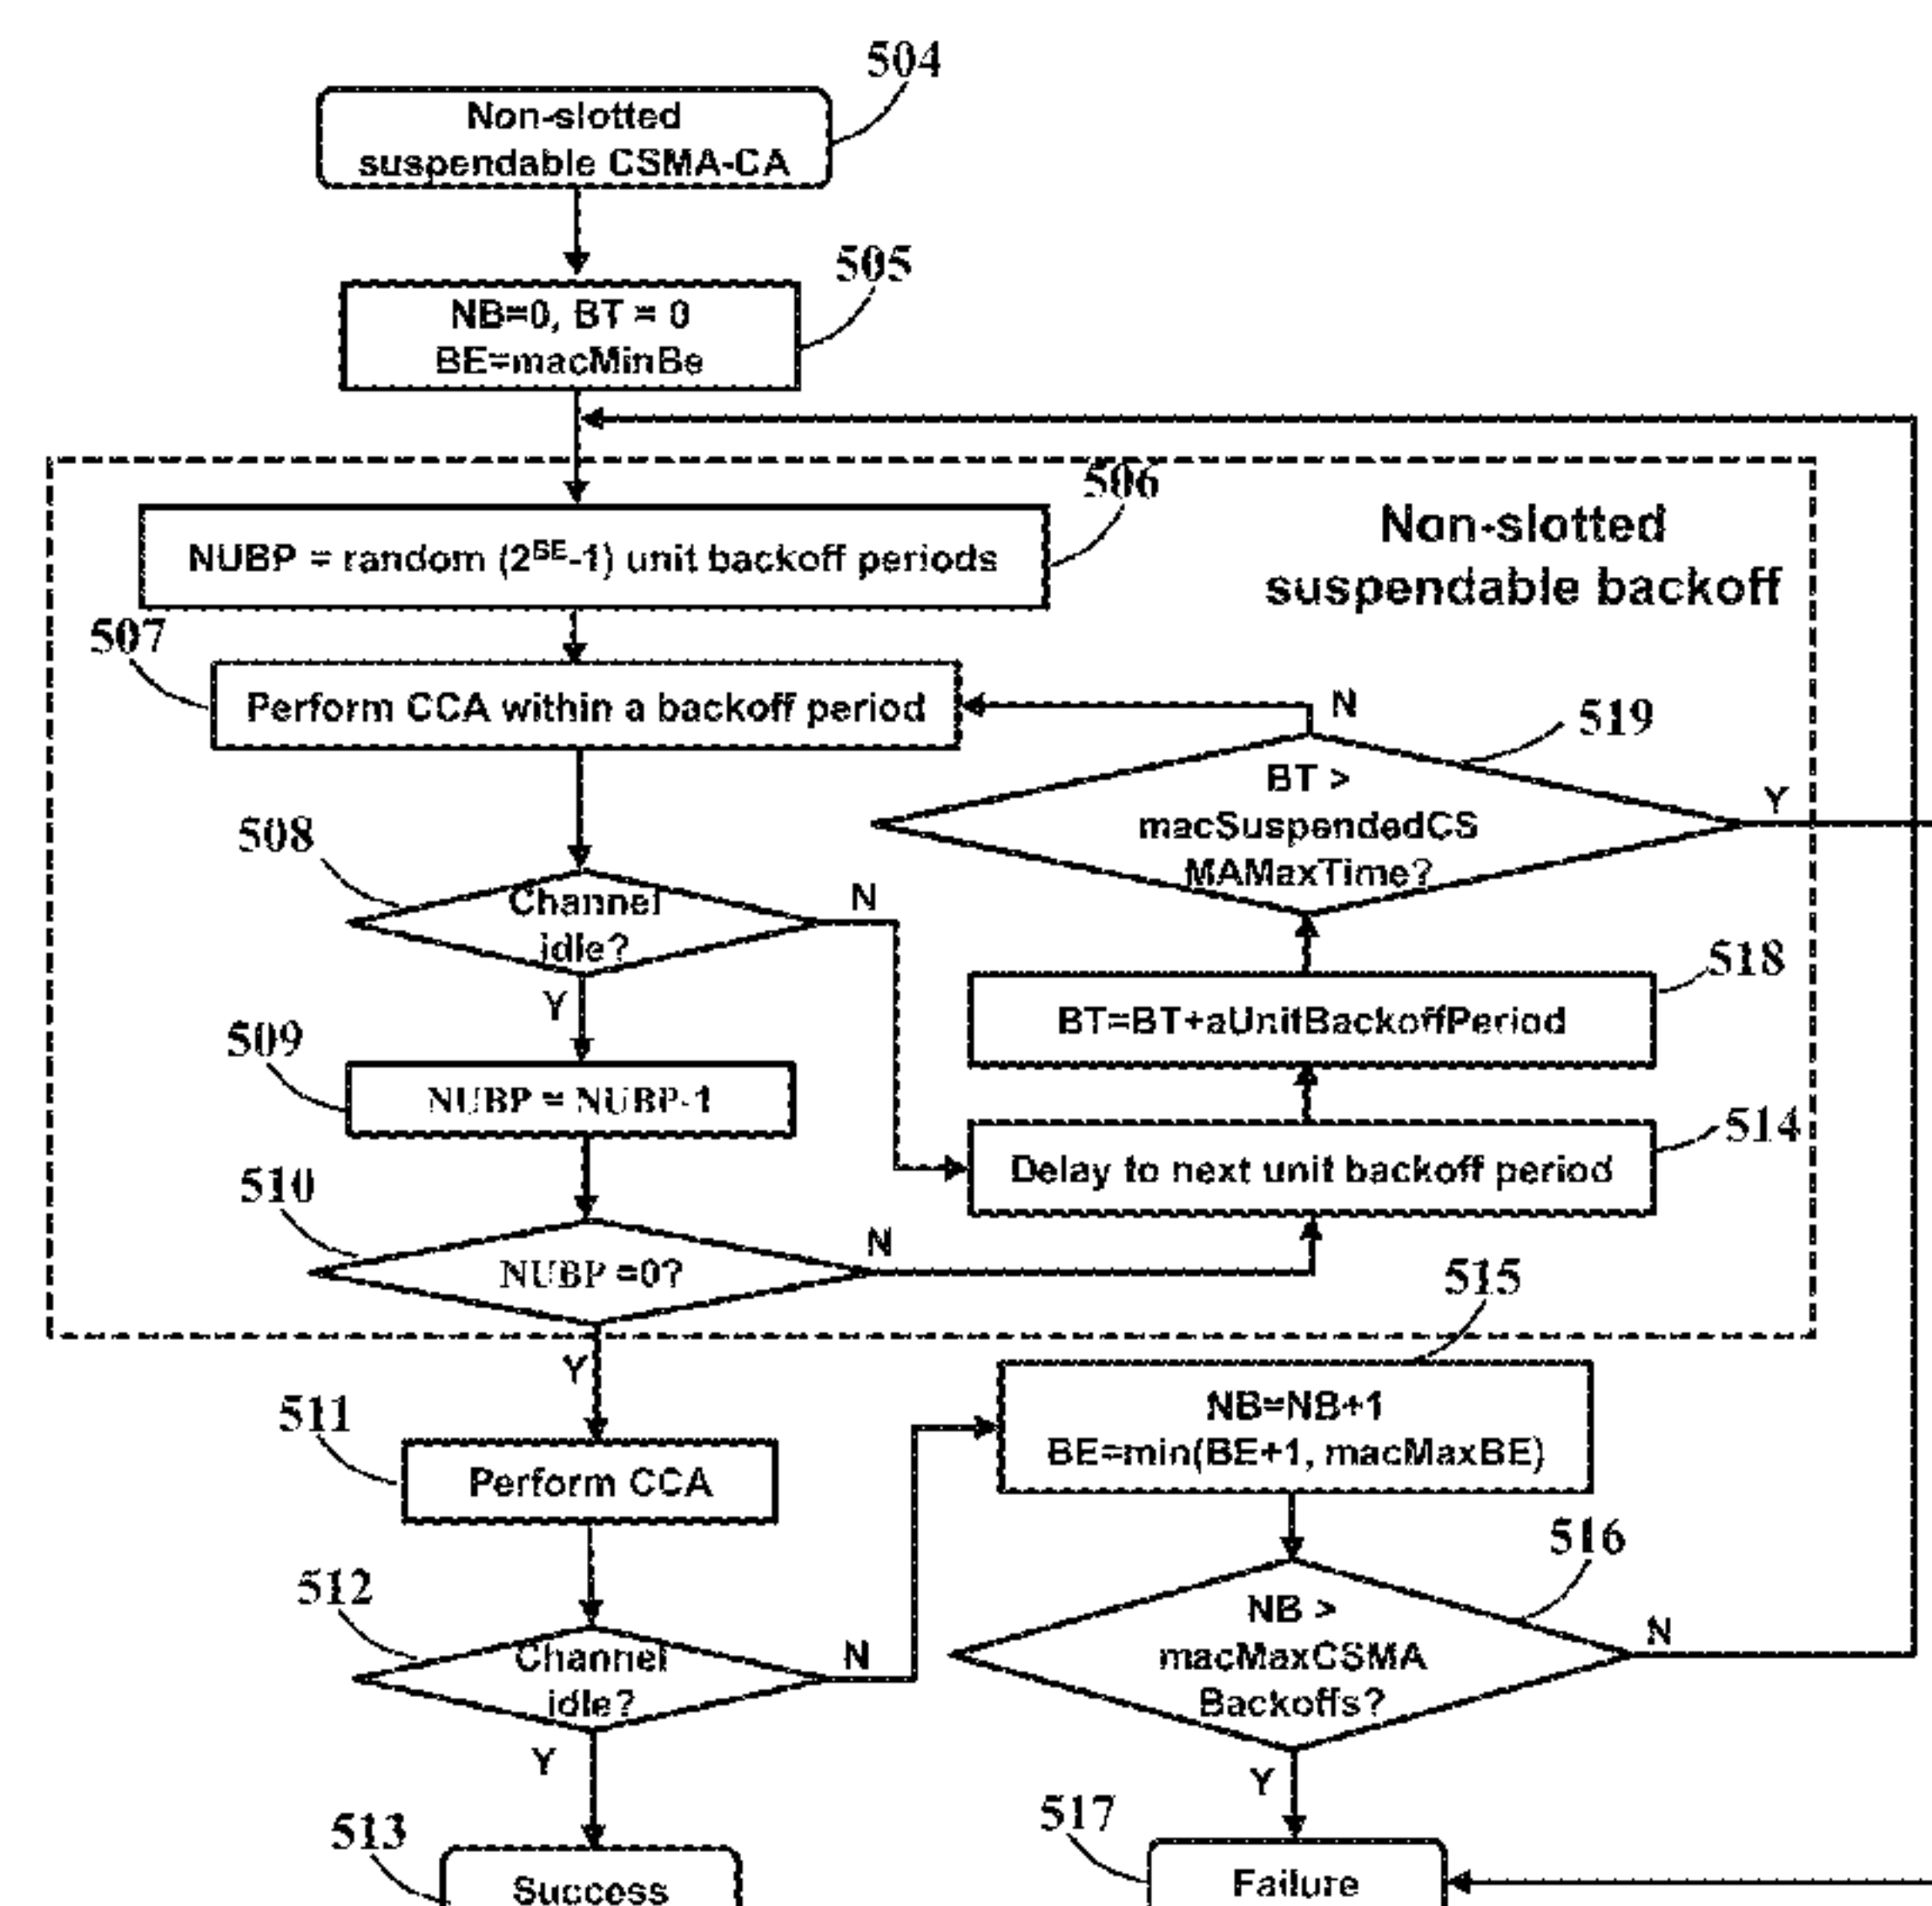 504
Non-slotted
suspendable CSMA-CA
505
NB=0, BT = 0
BE=macMinBe
506
NUBP = random (2^BE-1) unit backoff periods
Non-slotted
suspendable backoff
507
Perform CCA within a backoff period
N
519
BT >
macSuspendedCS
MAMaxTime?
Y
508
Channel
idle?
N
Y
518
BT=BT+aUnitBackoffPeriod
509
NUBP = NUBP-1
514
Delay to next unit backoff period
510
NUBP =0?
N
Y
515
NB=NB+1
BE=min(BE+1, macMaxBE)
511
Perform CCA
516
NB >
macMaxCSMA
Backoffs?
N
Y
512
Channel
idle?
N
Y
513
Success
517
Failure